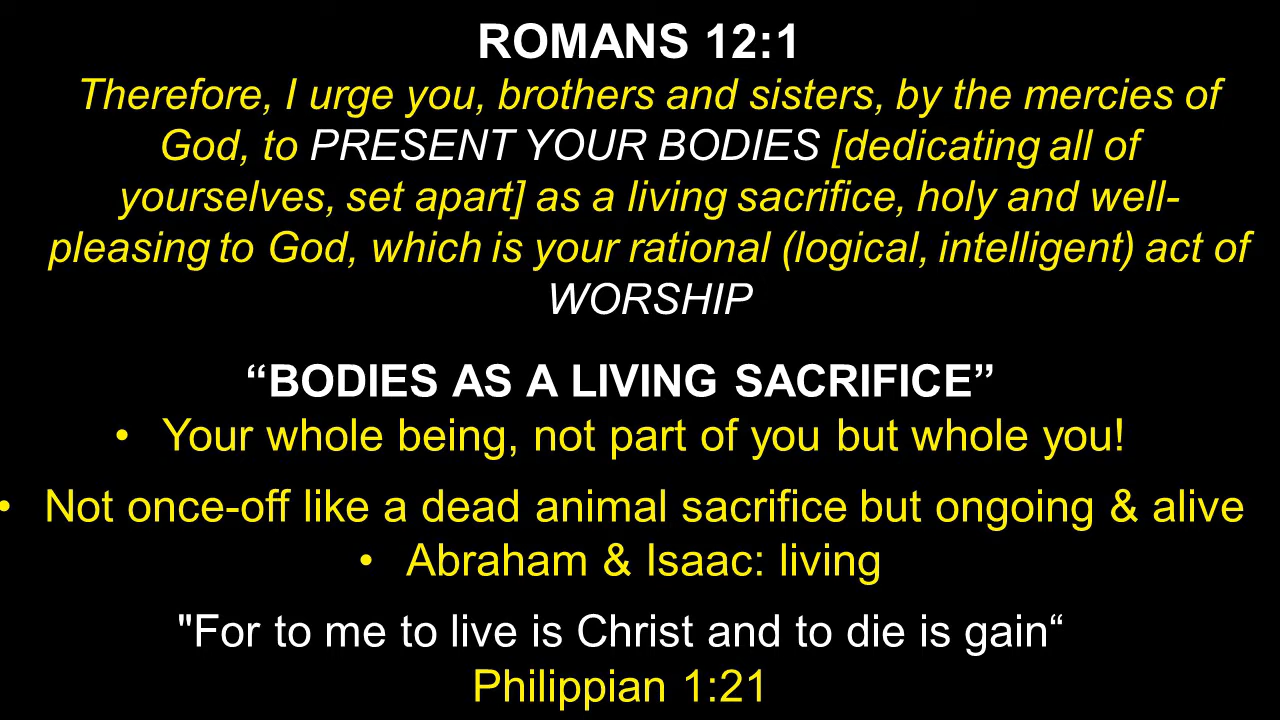 ROMANS 12:1
Therefore, I urge you, brothers and sisters, by the mercies of
God, to PRESENT YOUR BODIES [dedicating all of
yourselves, set apart] as a living sacrifice, holy and well-
pleasing to God, which is your rational (logical, intelligent) act of
WORSHIP
“BODIES AS A LIVING SACRIFICE”
• Your whole being, not part of you but whole you!
• Not once-off like a dead animal sacrifice but ongoing & alive
• Abraham & Isaac: living
"For to me to live is Christ and to die is gain“
Philippian 1:21